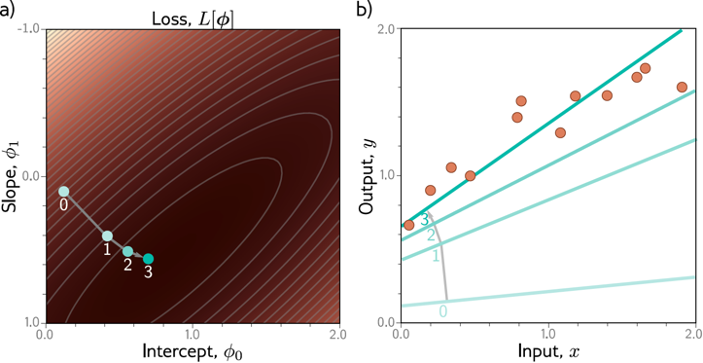 a)
Loss, L[ϕ]
-1.0
0.0
1.0
Slope, ϕ₁
0
1
2
3
0.0
1.0
2.0
Intercept, ϕ₀
b)
2.0
1.0
0.0
Output, y
3
2
1
0
0.0
1.0
2.0
Input, x